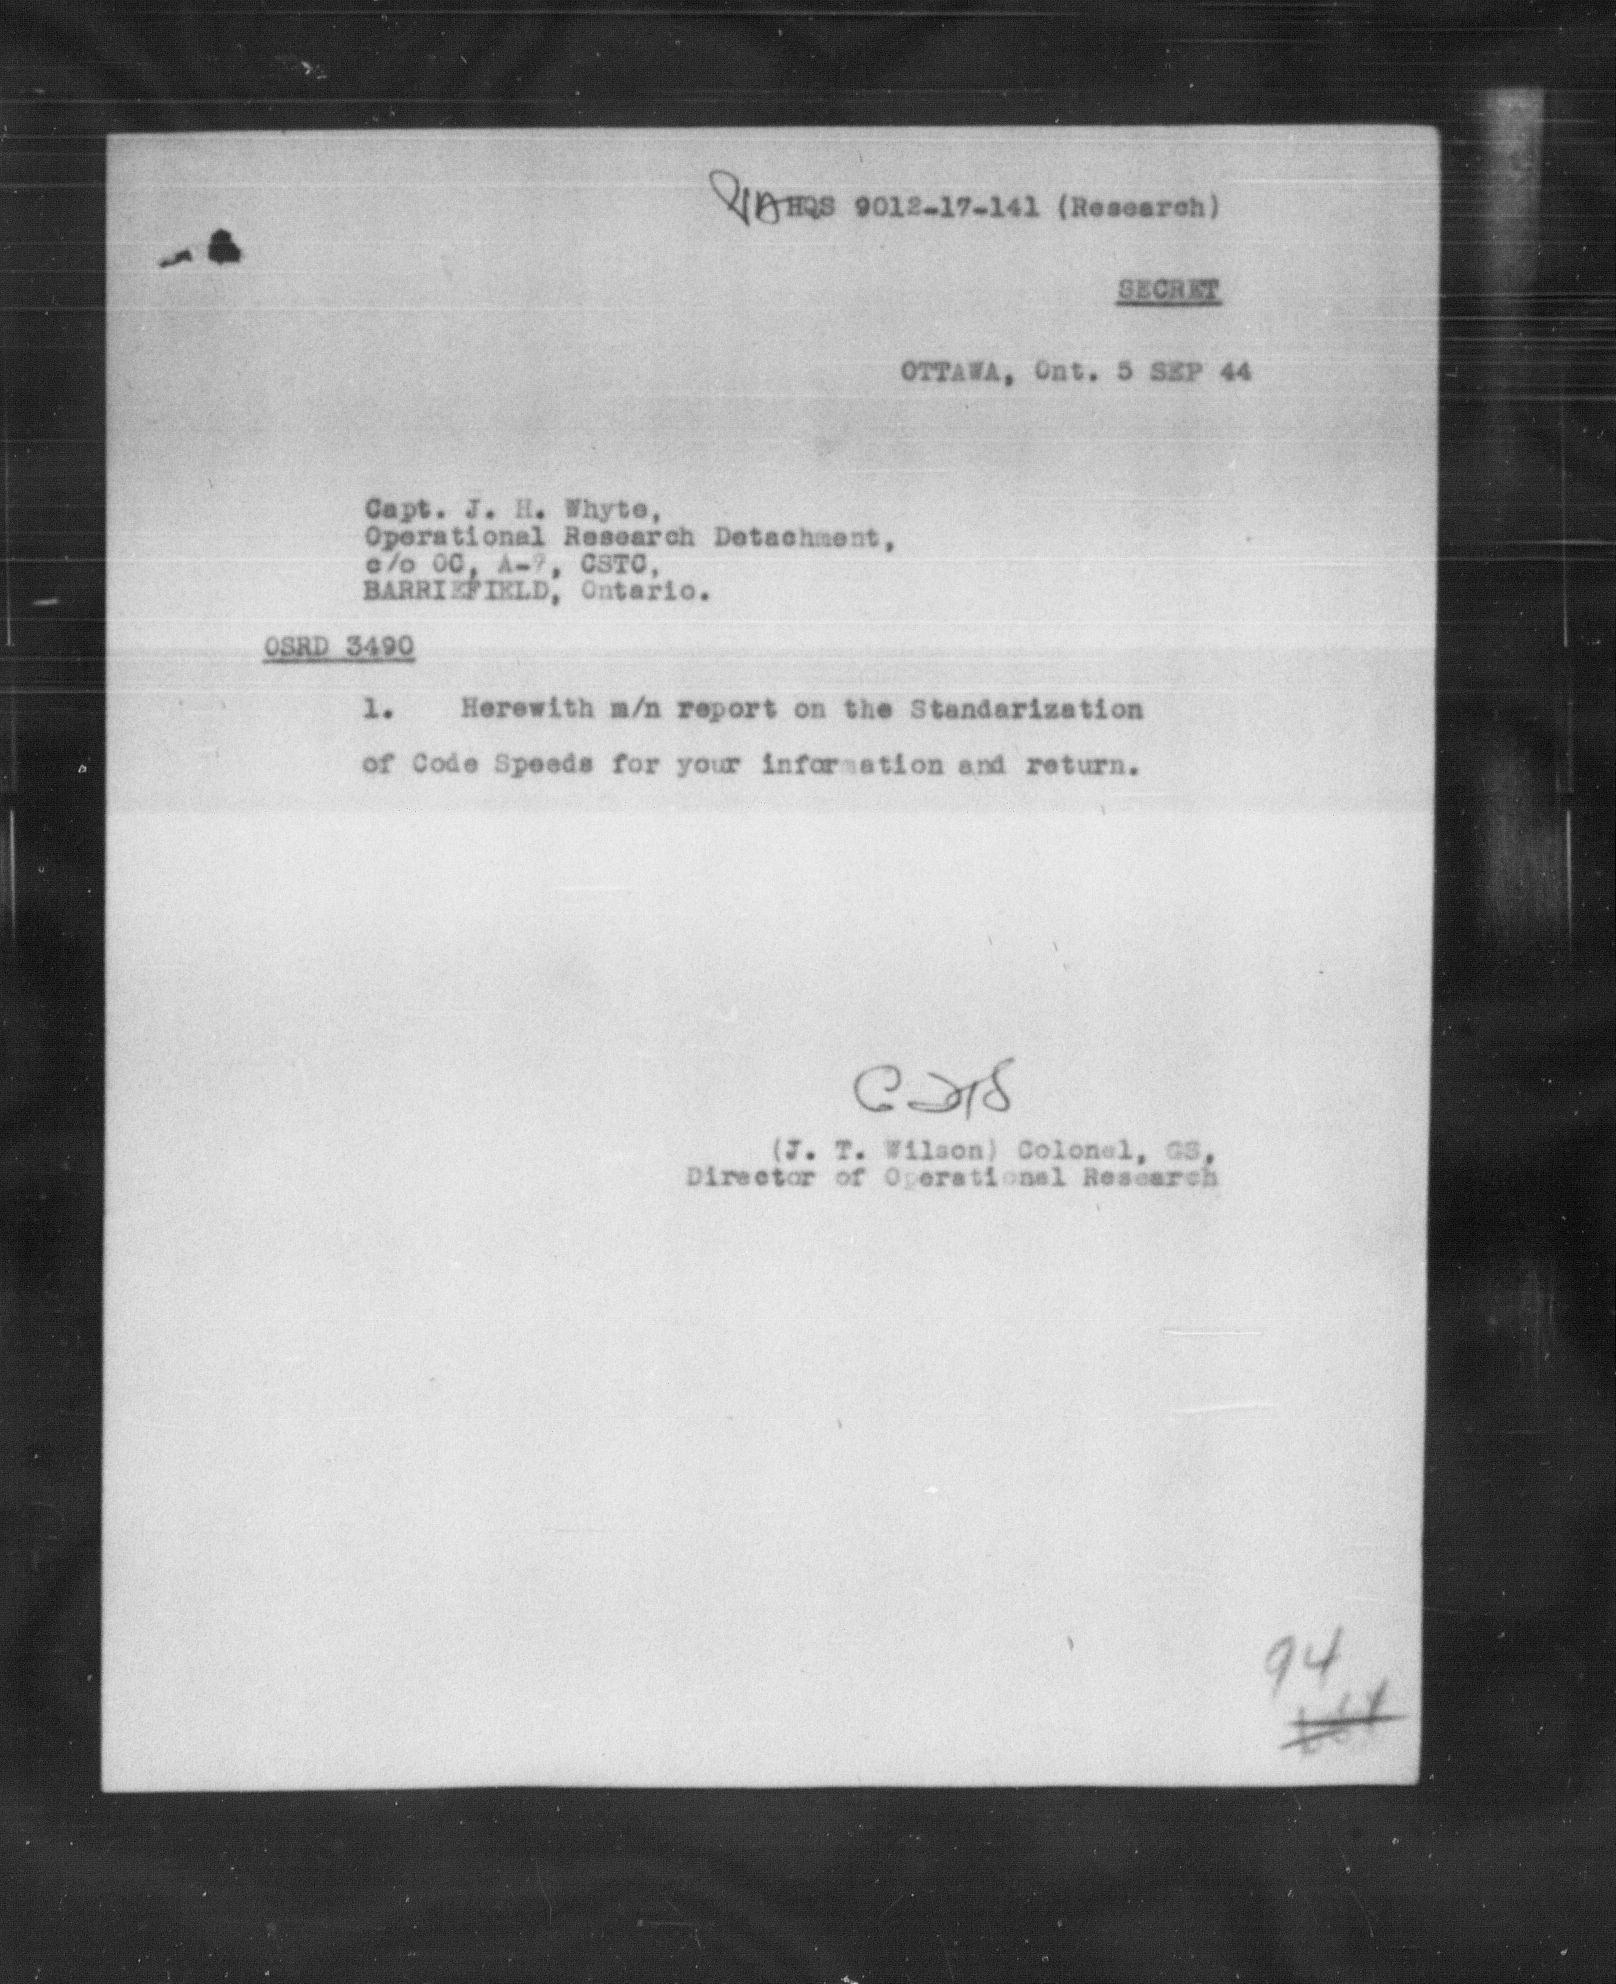 HQS 9012-17-141 (Research)
SECRET
OTTAWA, Ont. 5 SEP 44
Capt. J. H. Whyte,
Operational Research Detachment,
c/o OC, A-7, CSTC,
BARRIEFIELD, Ontario.
OSRD 3490
1. Herewith m/n report on the Standarization
of Code Speeds for your information and return.
(J. T. Wilson) Colonel, GS,
Director of Operational Research
94